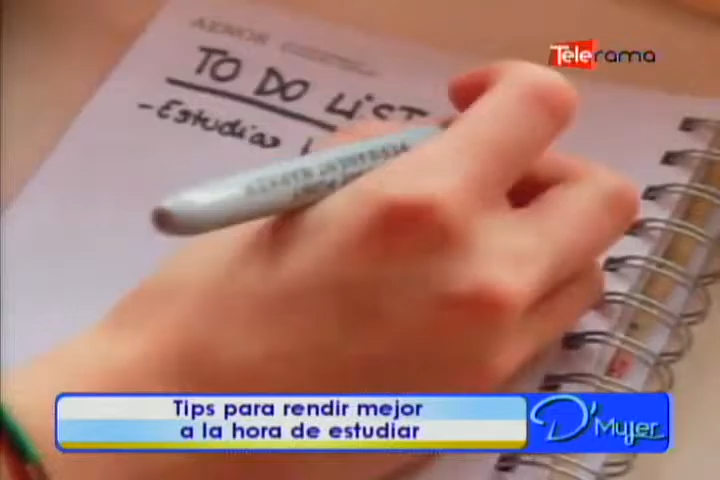 Telerama
TO DO LIST
-Estudiar
Tips para rendir mejor
a la hora de estudiar
D'Mujer